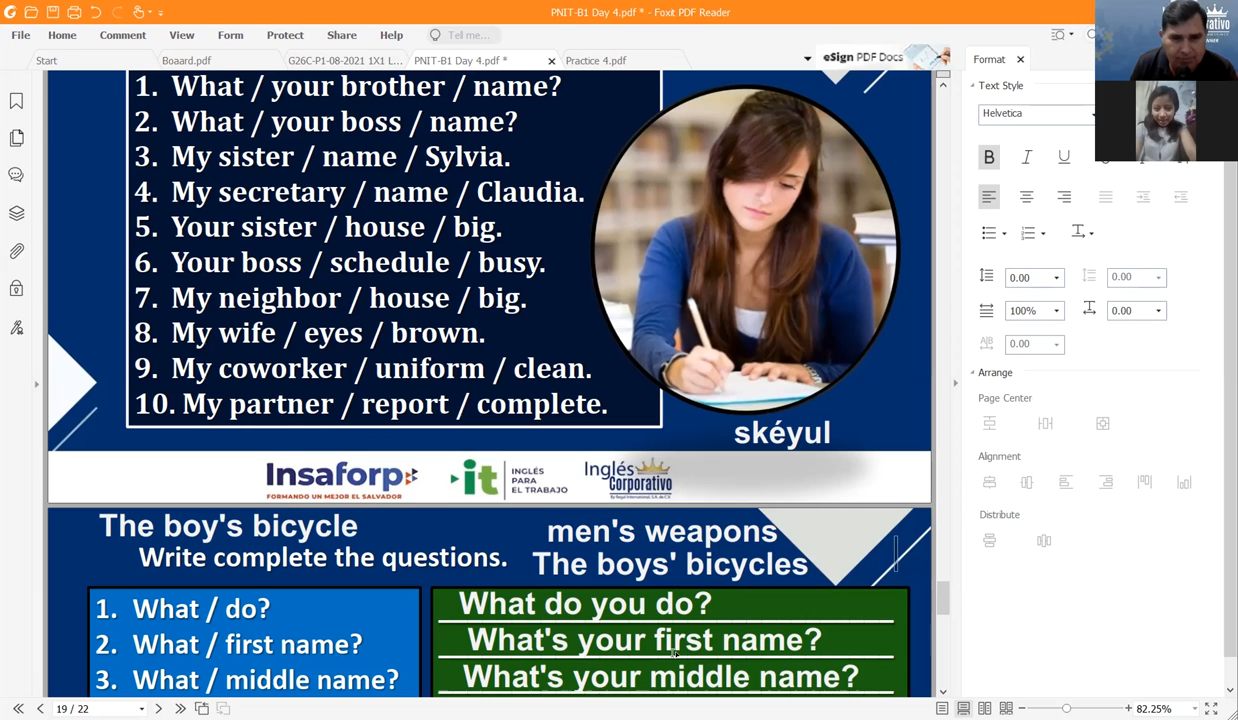 PNIT-B1 Day 4.pdf * - Foxit PDF Reader
File Home Comment View Form Protect Share Help Tell me...
Start Boaard.pdf G26C-P1-08-2021 1X1 L... PNIT-B1 Day 4.pdf * Practice 4.pdf eSign PDF Docs
1. What / your brother / name?
2. What / your boss / name?
3. My sister / name / Sylvia.
4. My secretary / name / Claudia.
5. Your sister / house / big.
6. Your boss / schedule / busy.
7. My neighbor / house / big.
8. My wife / eyes / brown.
9. My coworker / uniform / clean.
10. My partner / report / complete.
skéyul
Insaforp
FORMANDO UN MEJOR EL SALVADOR
it
INGLÉS
PARA
EL TRABAJO
Inglés
Corporativo
The boy's bicycle
Write complete the questions.
men's weapons
The boys' bicycles
1. What / do?
2. What / first name?
3. What / middle name?
What do you do?
What's your first name?
What's your middle name?
Format
Text Style
Helvetica
B I U
0.00 0.00
100% 0.00
0.00
Arrange
Page Center
Alignment
Distribute
19 / 22
82.25%